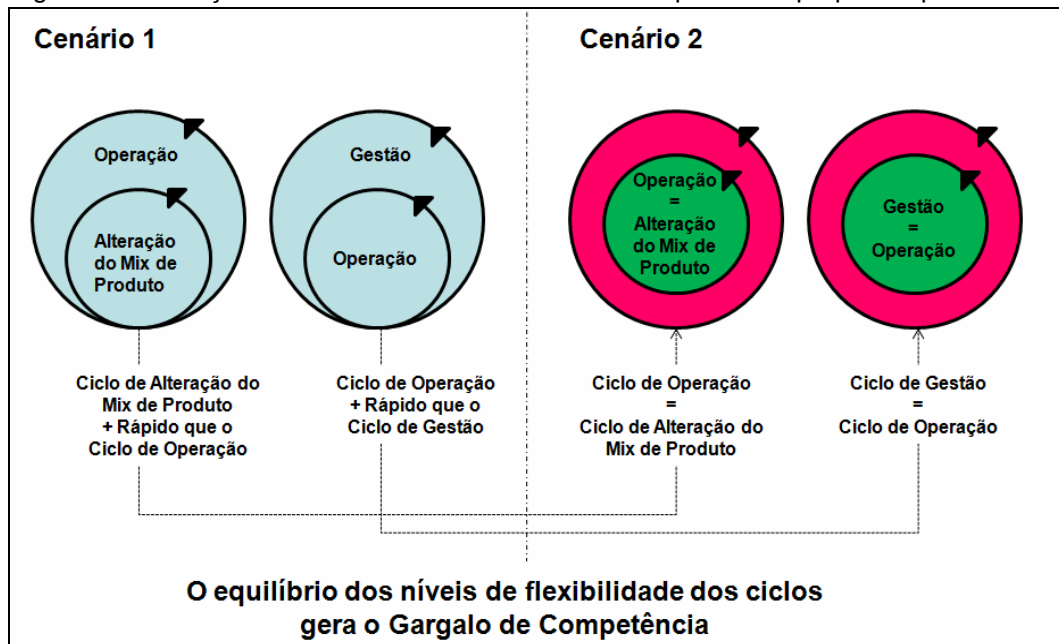 Cenário 1
Operação
Alteração
do Mix de
Produto
Gestão
Operação
Ciclo de Alteração do
Mix de Produto
+ Rápido que o
Ciclo de Operação
Ciclo de Operação
+ Rápido que o
Ciclo de Gestão
Cenário 2
Operação
=
Alteração
do Mix de
Produto
Gestão
=
Operação
Ciclo de Operação
=
Ciclo de Alteração do
Mix de Produto
Ciclo de Gestão
=
Ciclo de Operação
O equilíbrio dos níveis de flexibilidade dos ciclos
gera o Gargalo de Competência